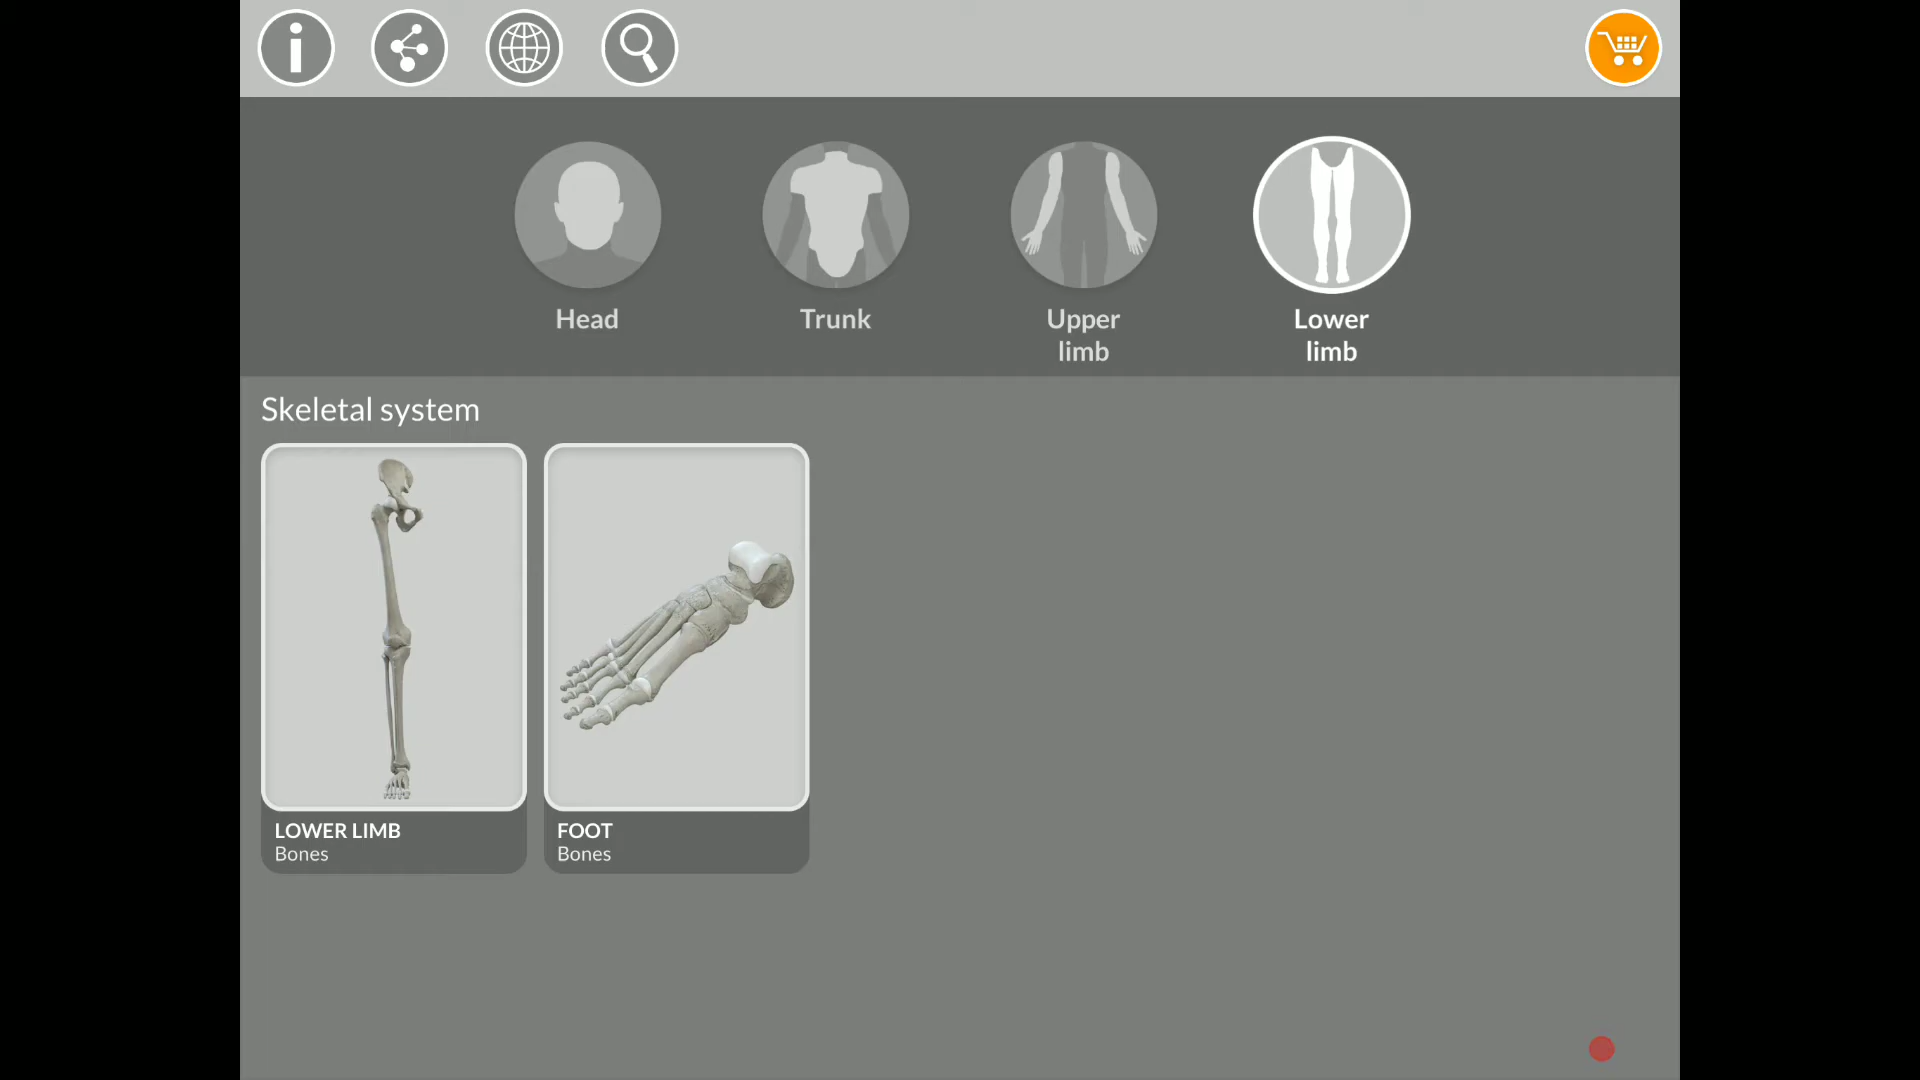 Head
Trunk
Upper
limb
Lower
limb
Skeletal system
LOWER LIMB
Bones
FOOT
Bones